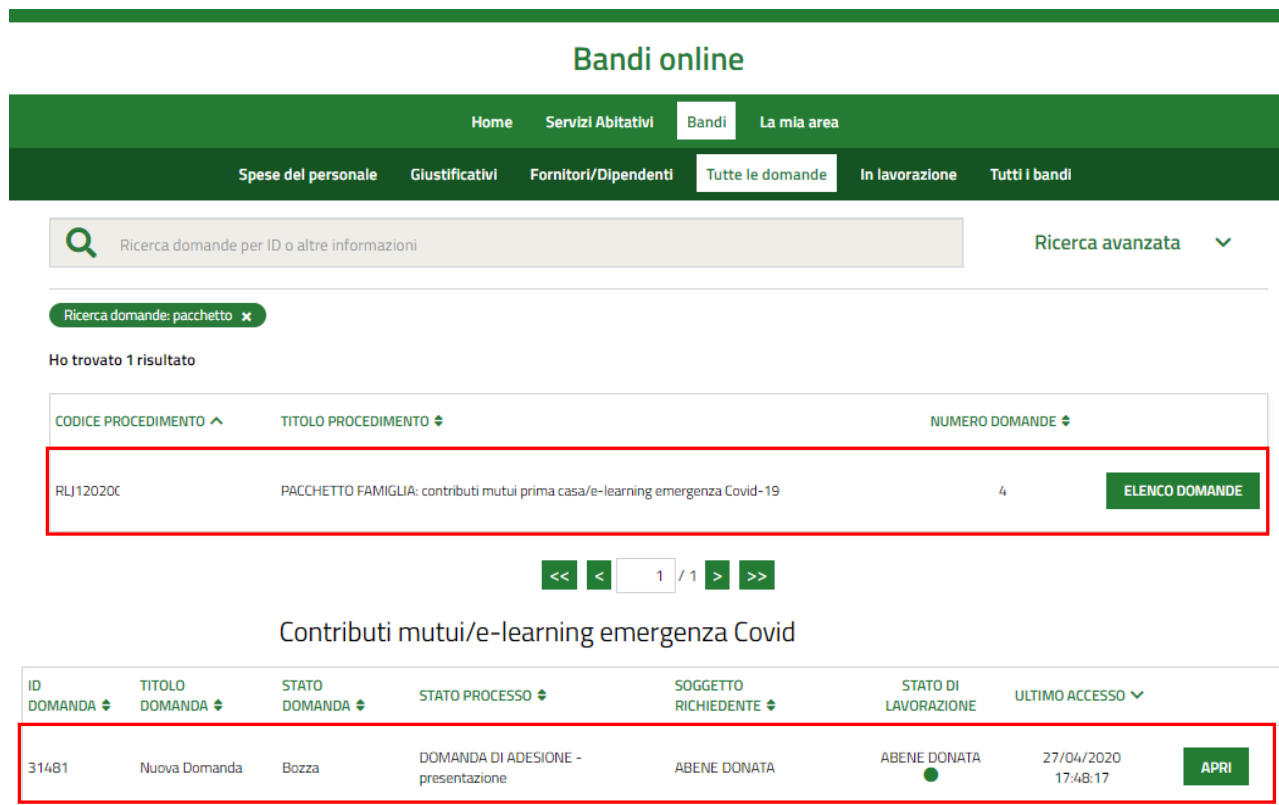 Bandi online
Home Servizi Abitativi Bandi La mia area
Spese del personale Giustificativi Fornitori/Dipendenti Tutte le domande In lavorazione Tutti i bandi
Ricerca domande per ID o altre informazioni Ricerca avanzata
Ricerca domande: pacchetto x
Ho trovato 1 risultato
CODICE PROCEDIMENTO TITOLO PROCEDIMENTO NUMERO DOMANDE
RLJ12020C PACCHETTO FAMIGLIA: contributi mutui prima casa/e-learning emergenza Covid-19 4 ELENCO DOMANDE
<< < 1 / 1 > >>
Contributi mutui/e-learning emergenza Covid
ID DOMANDA TITOLO DOMANDA STATO DOMANDA STATO PROCESSO SOGGETTO RICHIEDENTE STATO DI LAVORAZIONE ULTIMO ACCESSO
31481 Nuova Domanda Bozza DOMANDA DI ADESIONE - presentazione ABENE DONATA ABENE DONATA 27/04/2020 17:48:17 APRI